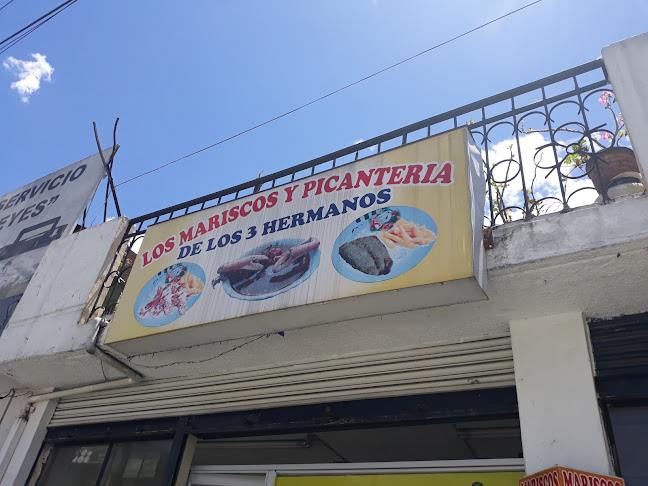 SERVICIO
EYES"
LOS MARISCOS Y PICANTERIA
DE LOS 3 HERMANOS
MARISCOS MARISCOS